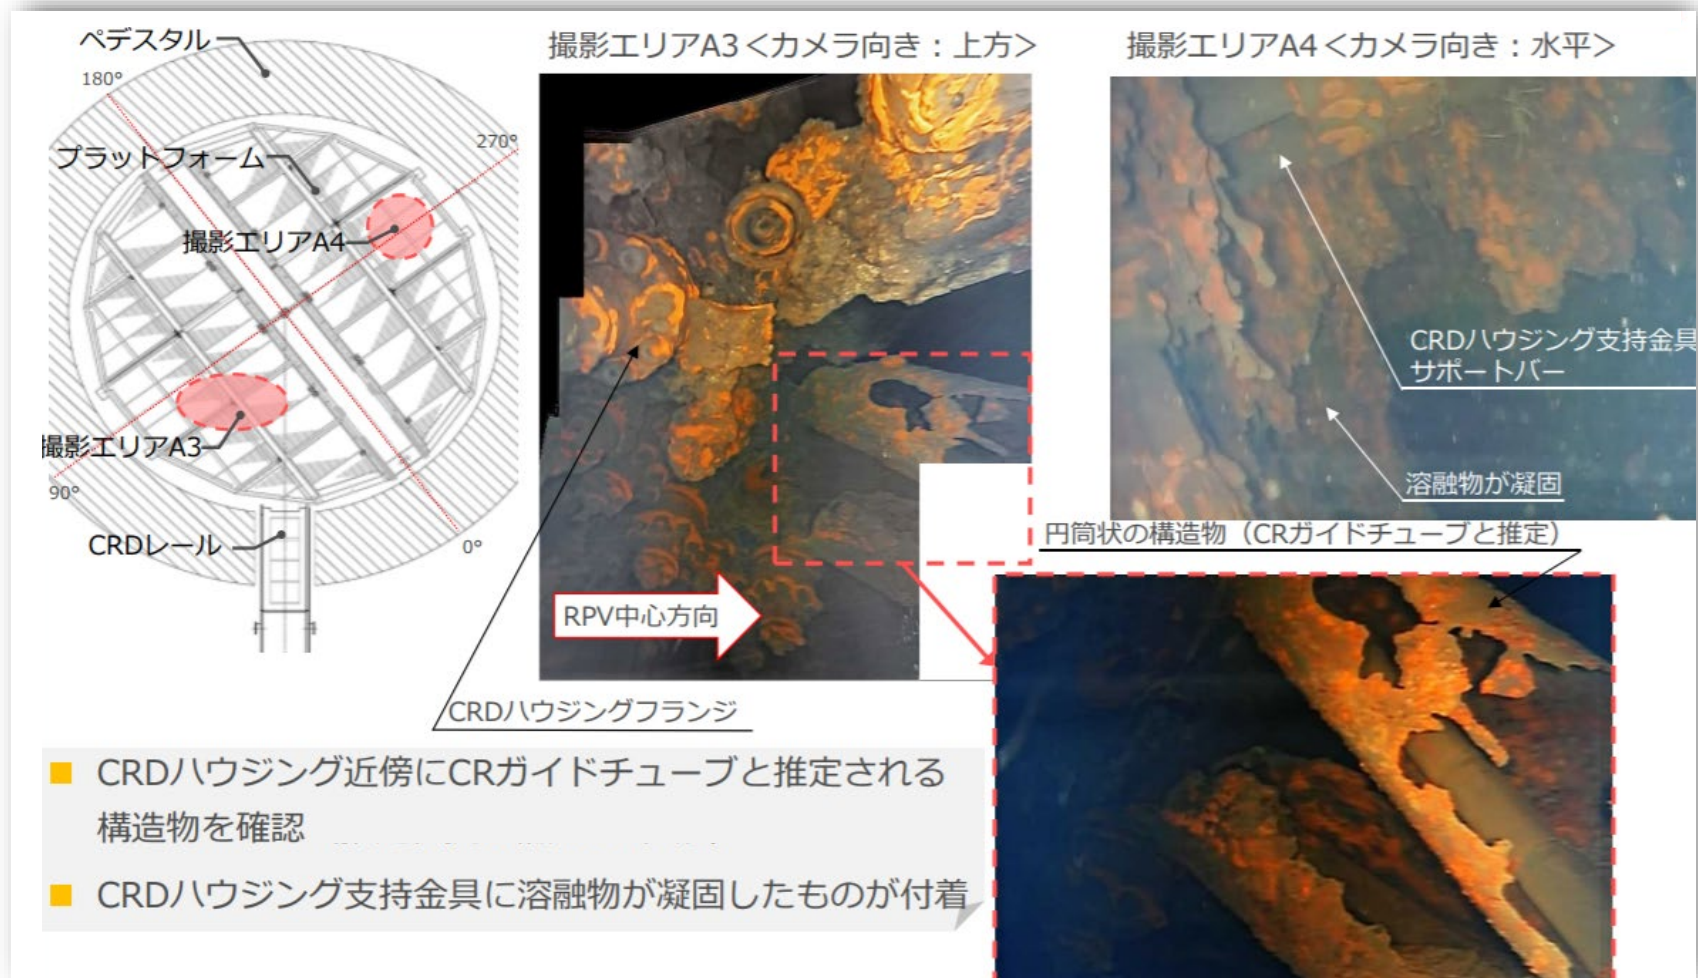 ペデスタル
180°
270°
プラットフォーム
撮影エリアA4
撮影エリアA3
90°
0°
CRDレール
撮影エリアA3＜カメラ向き：上方＞
RPV中心方向
CRDハウジングフランジ
撮影エリアA4＜カメラ向き：水平＞
CRDハウジング支持金具
サポートバー
溶融物が凝固
円筒状の構造物（CRガイドチューブと推定）
■ CRDハウジング近傍にCRガイドチューブと推定される
構造物を確認
■ CRDハウジング支持金具に溶融物が凝固したものが付着